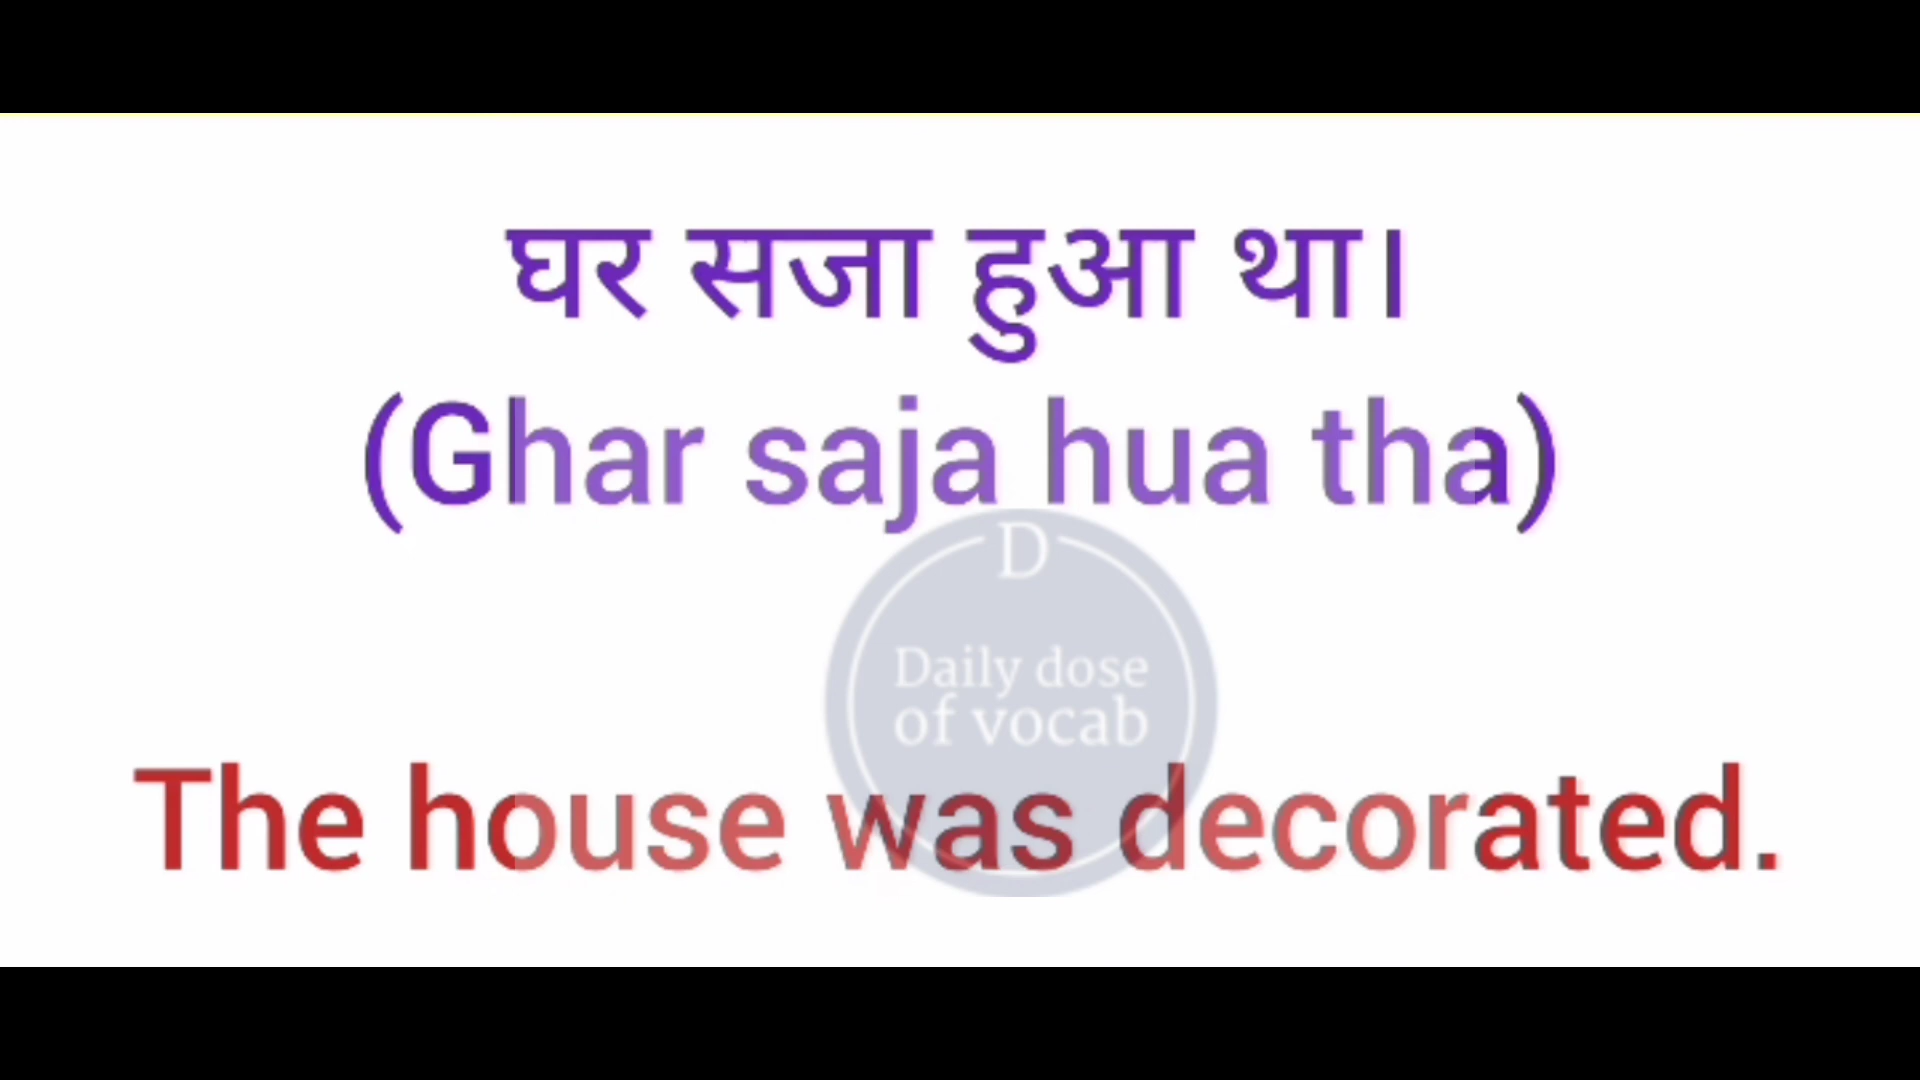 घर सजा हुआ था।
(Ghar saja hua tha)
D
Daily dose
of vocab
The house was decorated.